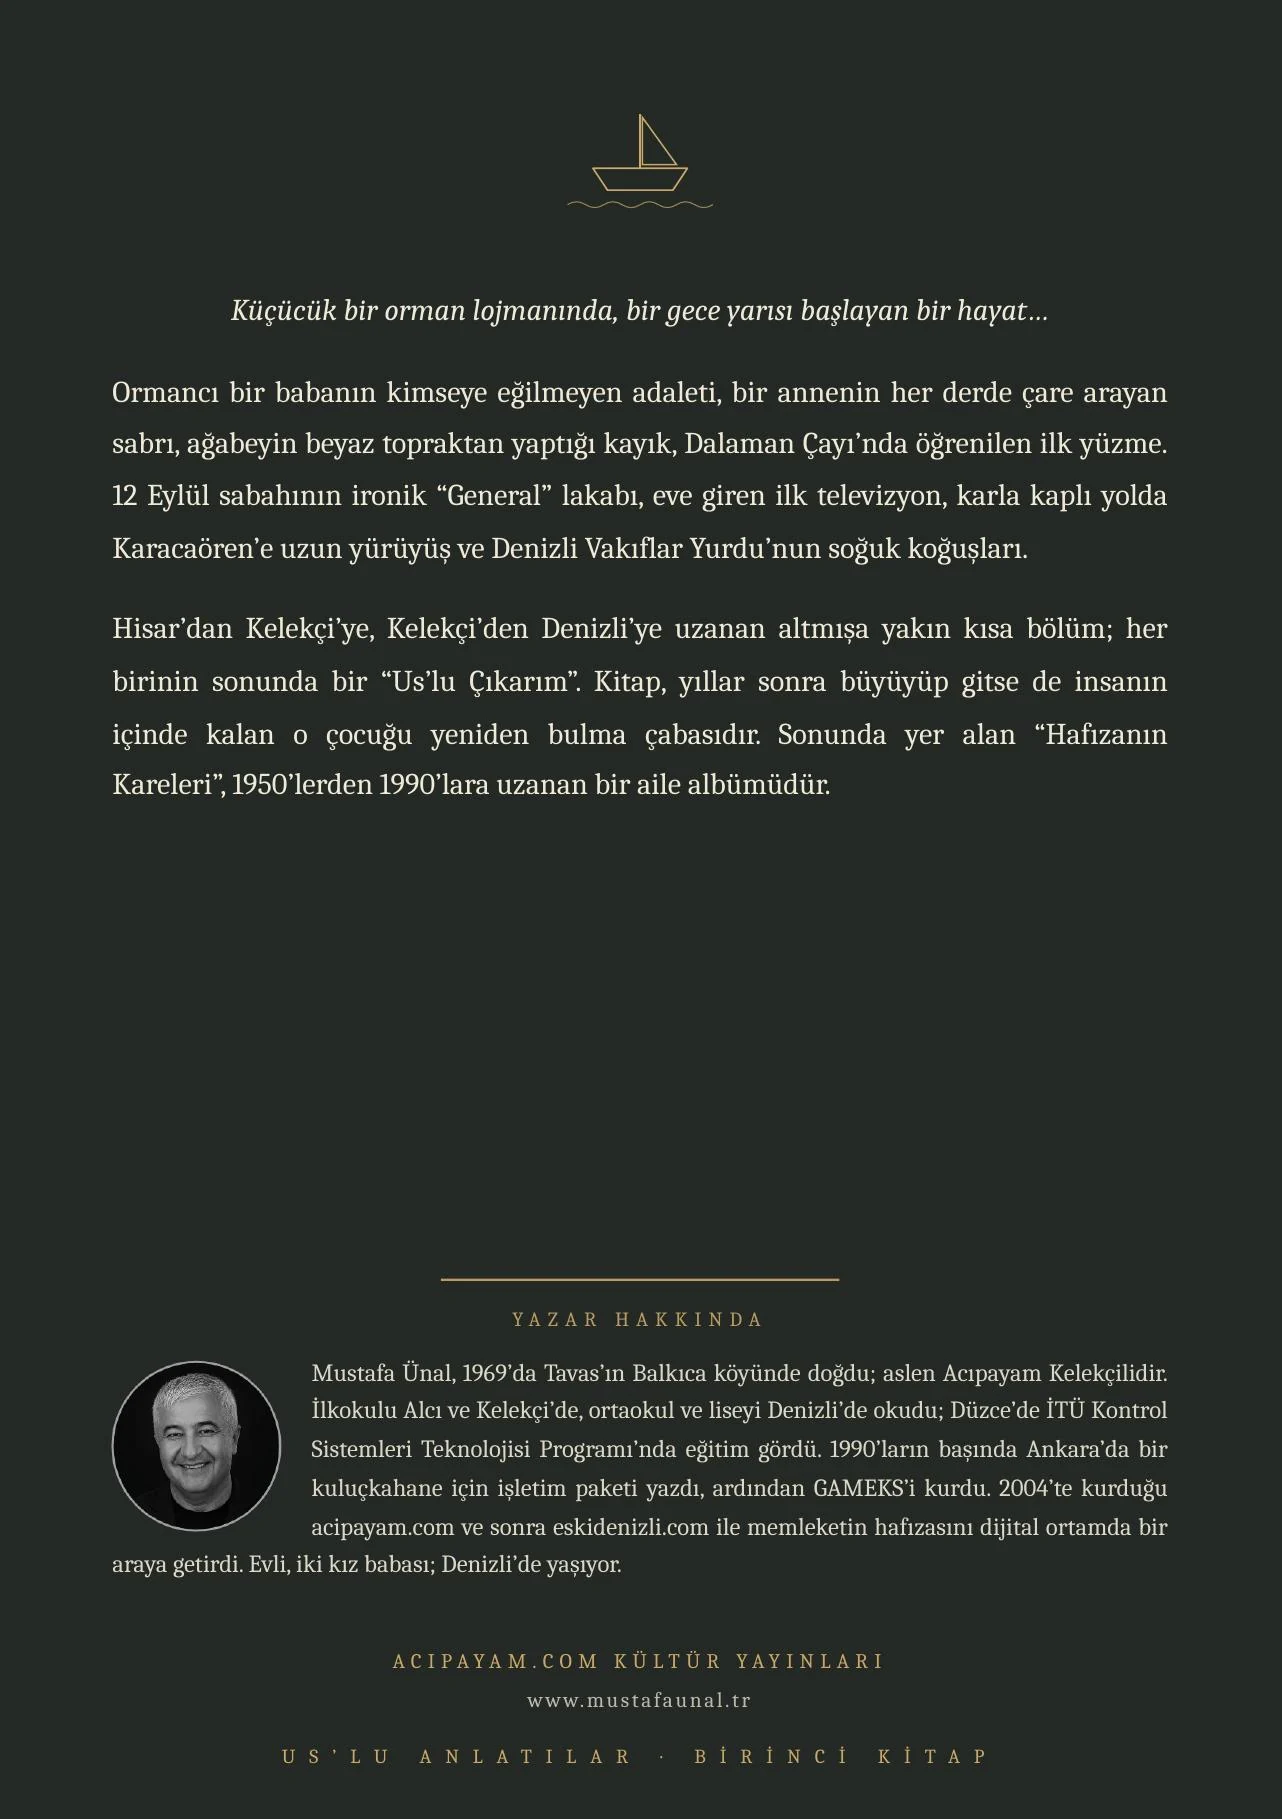 Küçücük bir orman lojmanında, bir gece yarısı başlayan bir hayat…
Ormancı bir babanın kimseye eğilmeyen adaleti, bir annenin her derde çare arayan
sabrı, ağabeyin beyaz topraktan yaptığı kayık, Dalaman Çayı’nda öğrenilen ilk yüzme.
12 Eylül sabahının ironik “General” lakabı, eve giren ilk televizyon, karla kaplı yolda
Karacaören’e uzun yürüyüş ve Denizli Vakıflar Yurdu’nun soğuk koğuşları.
Hisar’dan Kelekçi’ye, Kelekçi’den Denizli’ye uzanan altmışa yakın kısa bölüm; her
birinin sonunda bir “Us’lu Çıkarım”. Kitap, yıllar sonra büyüyüp gitse de insanın
içinde kalan o çocuğu yeniden bulma çabasıdır. Sonunda yer alan “Hafızanın
Kareleri”, 1950’lerden 1990’lara uzanan bir aile albümüdür.
YAZAR HAKKINDA
Mustafa Ünal, 1969’da Tavas’ın Balkıca köyünde doğdu; aslen Acıpayam Kelekçilidir.
İlkokulu Alcı ve Kelekçi’de, ortaokul ve liseyi Denizli’de okudu; Düzce’de İTÜ Kontrol
Sistemleri Teknolojisi Programı’nda eğitim gördü. 1990’ların başında Ankara’da bir
kuluçkahane için işletim paketi yazdı, ardından GAMEKS’i kurdu. 2004’te kurduğu
acipayam.com ve sonra eskidenizli.com ile memleketin hafızasını dijital ortamda bir
araya getirdi. Evli, iki kız babası; Denizli’de yaşıyor.
ACIPAYAM.COM KÜLTÜR YAYINLARI
www.mustafaunal.tr
US’LU ANLATILAR · BİRİNCİ KİTAP